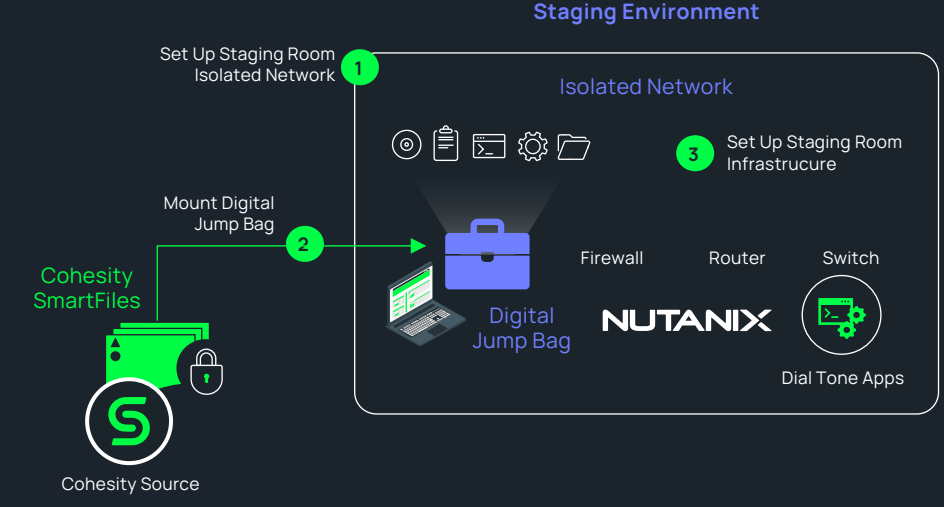 Staging Environment
Set Up Staging Room
Isolated Network
1
Isolated Network
3
Set Up Staging Room
Infrastrucure
Mount Digital
Jump Bag
2
Cohesity
SmartFiles
Firewall
Router
Switch
Digital
Jump Bag
NUTANIX
Dial Tone Apps
Cohesity Source